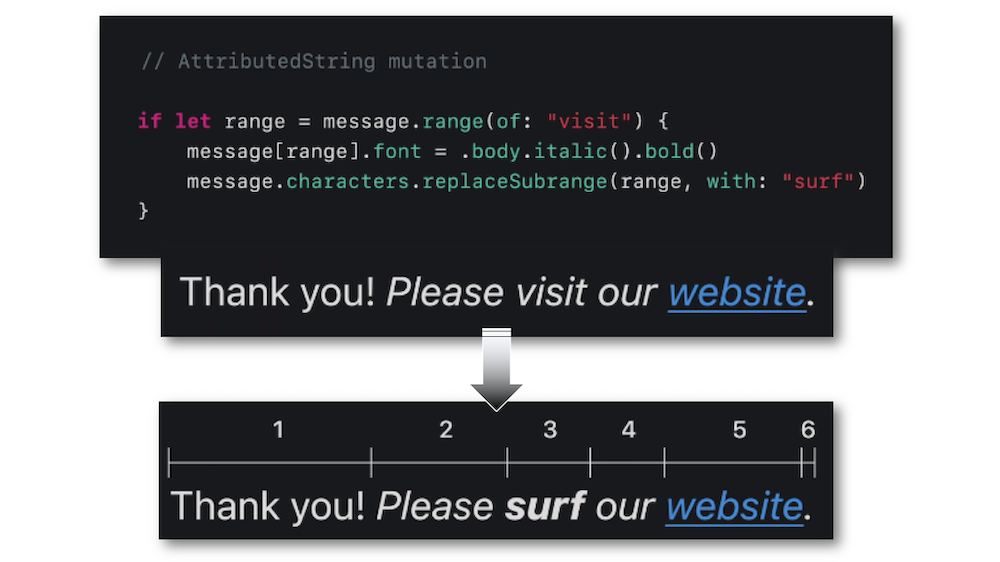 // AttributedString mutation
if let range = message.range(of: "visit") {
    message[range].font = .body.italic().bold()
    message.characters.replaceSubrange(range, with: "surf")
}
Thank you! Please visit our website.
1 2 3 4 5 6
Thank you! Please surf our website.